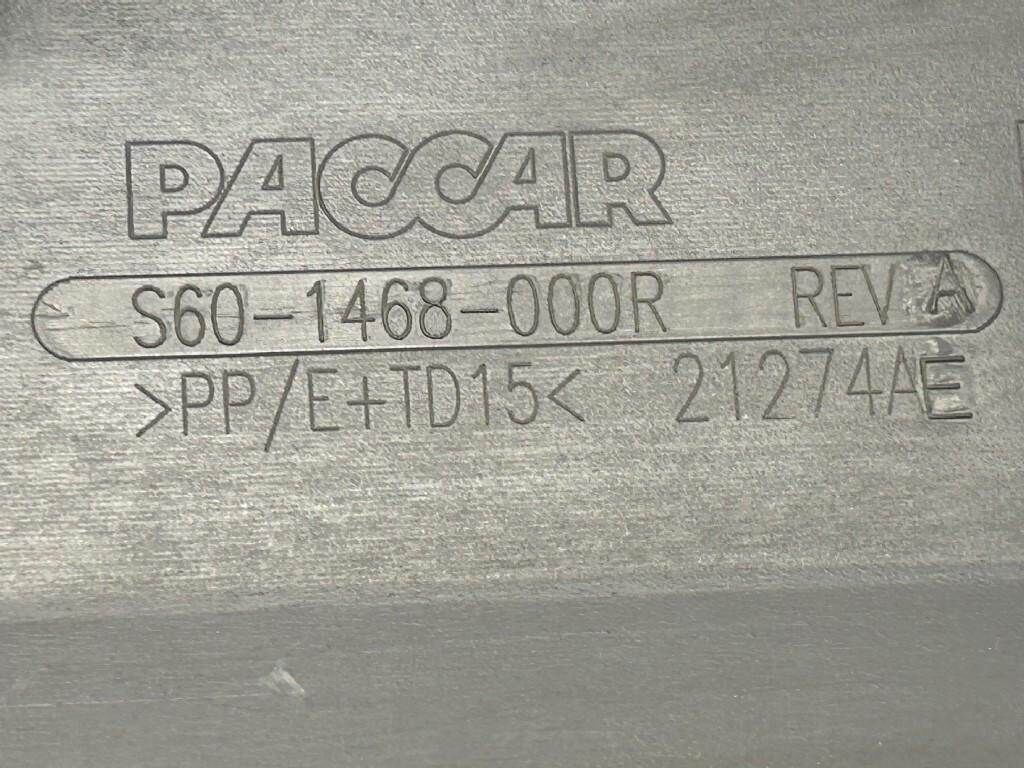 PACCAR
S60-1468-000R REV A
>PP/E+TD15< 21274AE